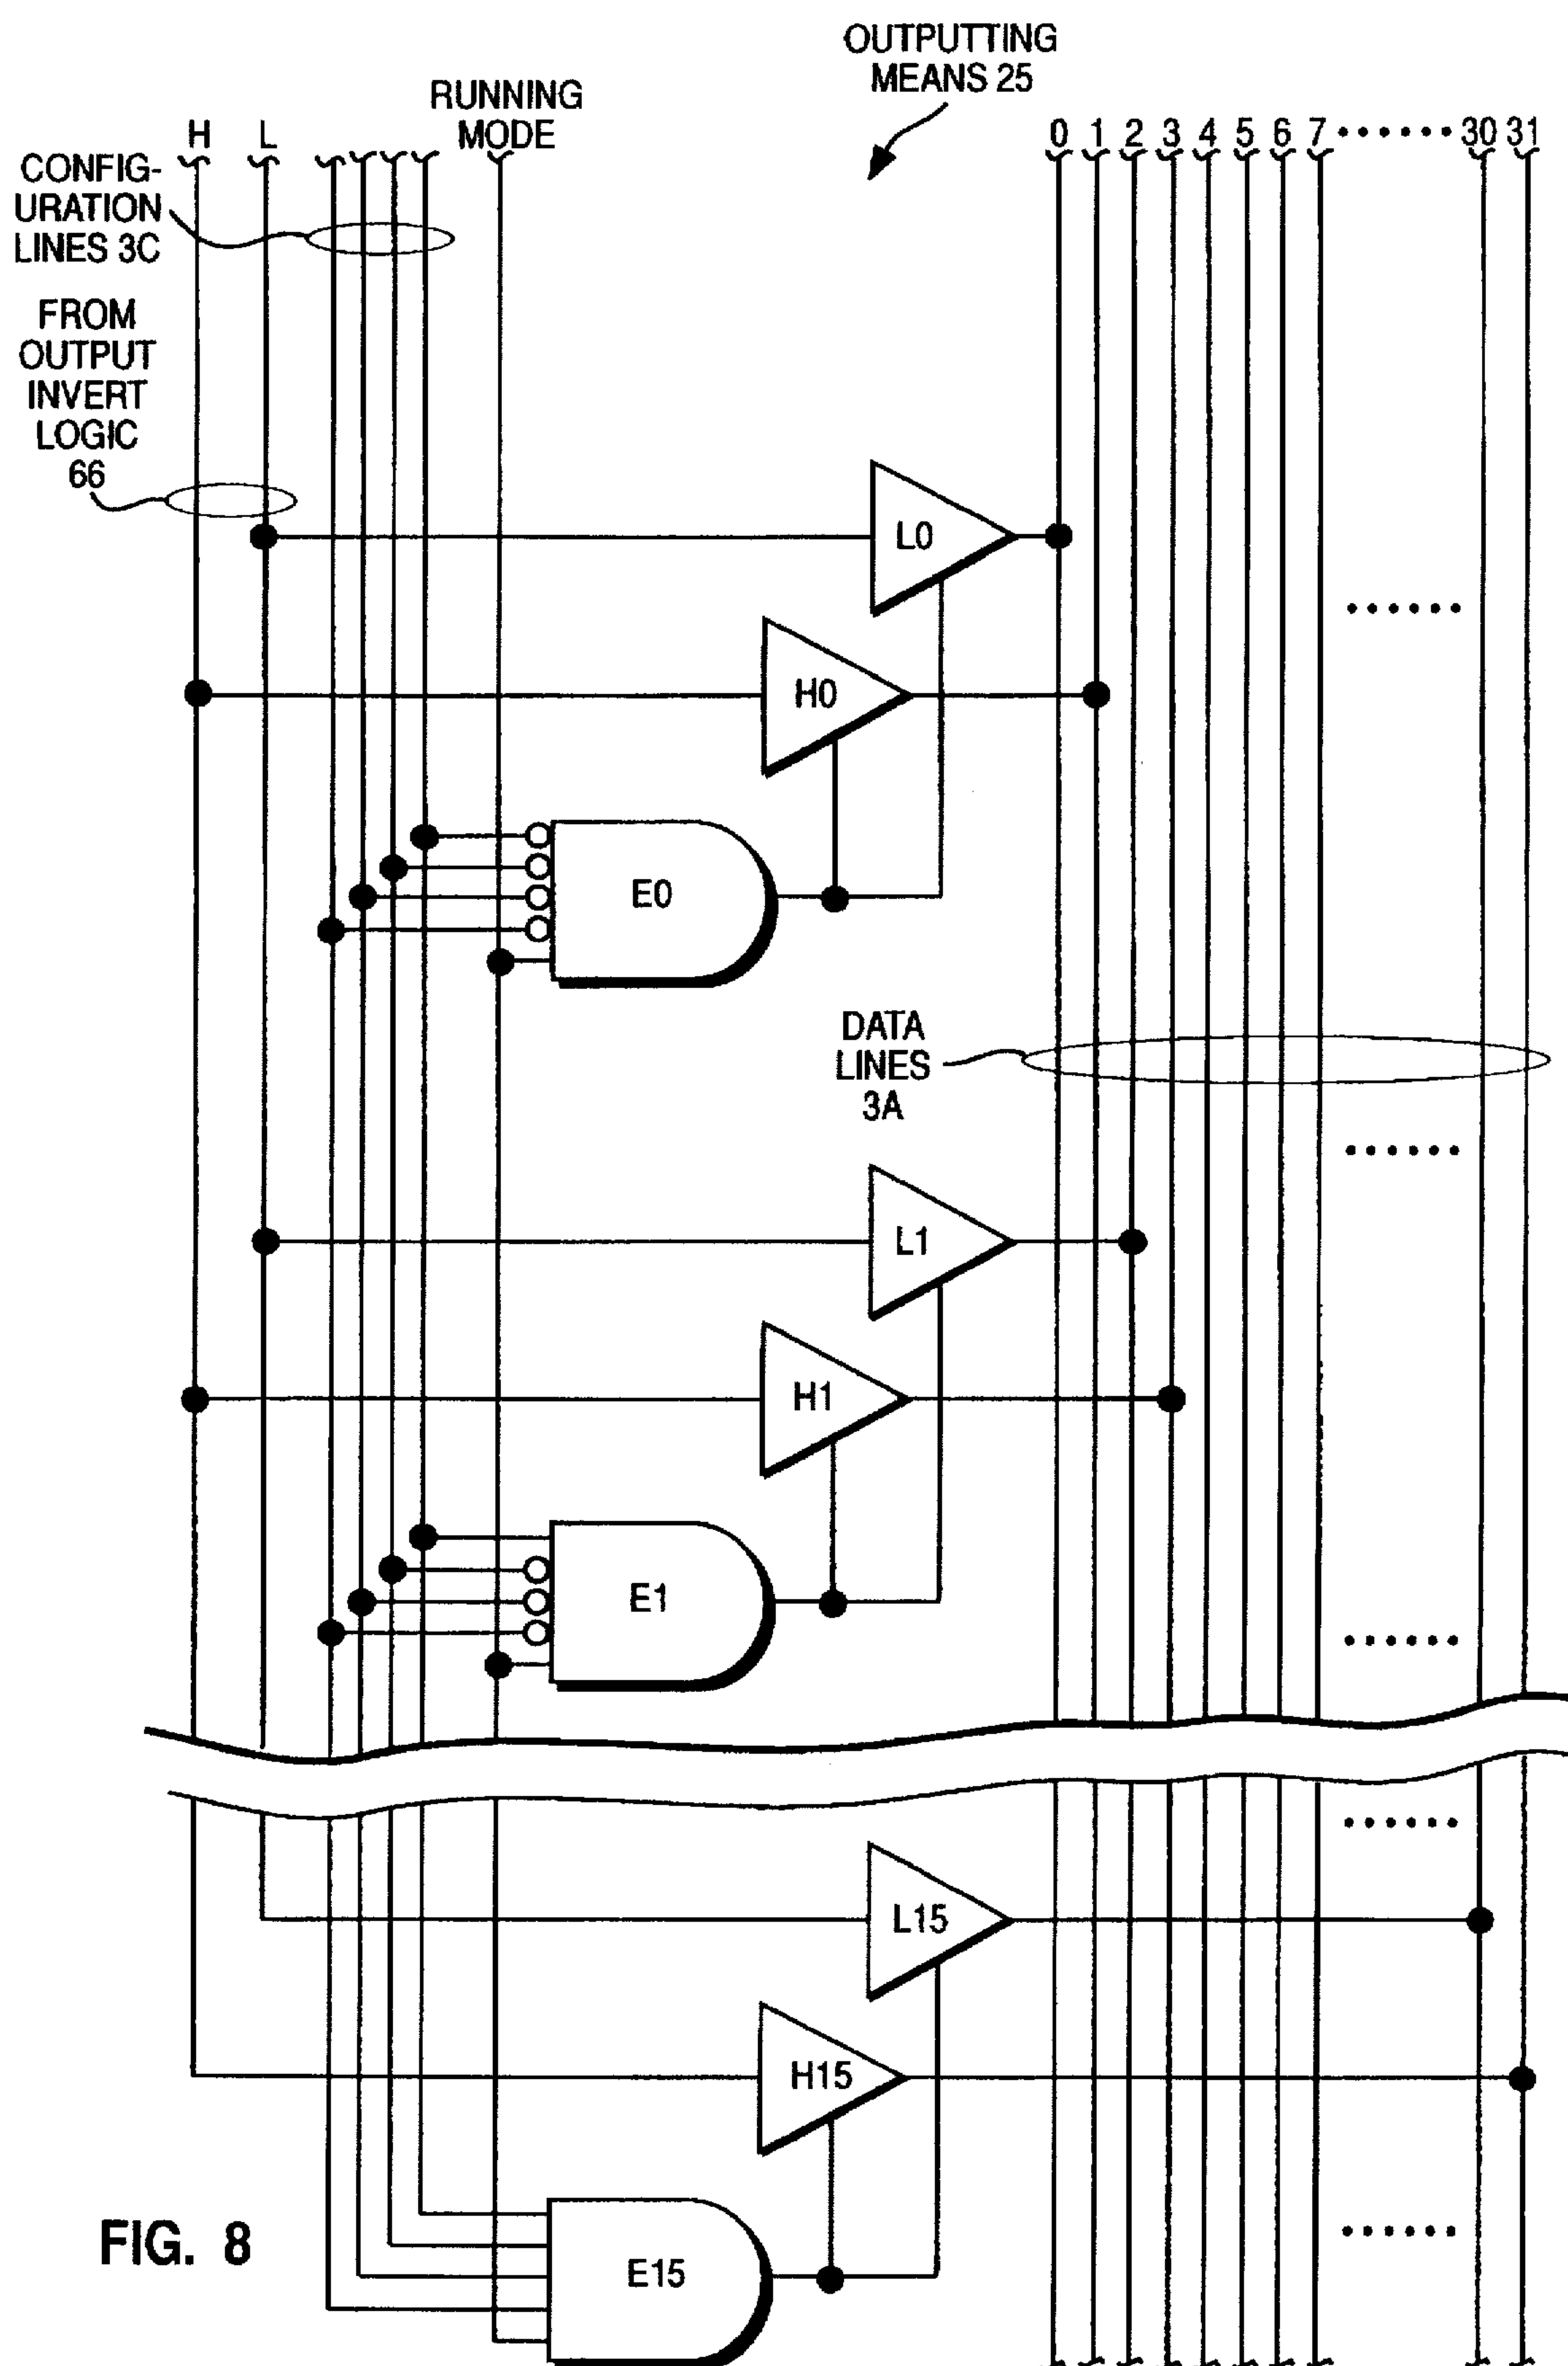 OUTPUTTING
MEANS 25
RUNNING
MODE
H L
0 1 2 3 4 5 6 7 ....... 30 31
CONFIG-
URATION
LINES 3C
FROM
OUTPUT
INVERT
LOGIC
66
L0
H0
E0
DATA
LINES
3A
L1
H1
E1
L15
H15
E15
FIG. 8